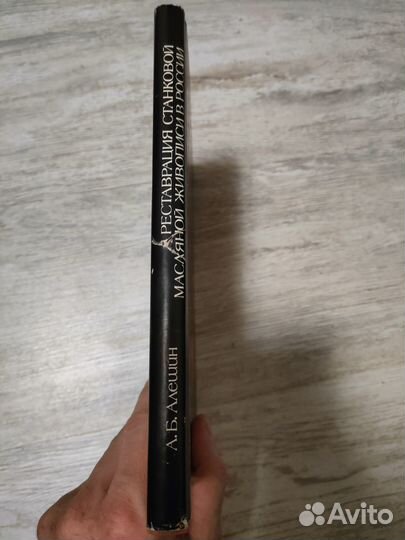 А. Б. Алешин
РЕСТАВРАЦИЯ СТАНКОВОЙ
МАСЛЯНОЙ ЖИВОПИСИ В РОССИИ
Avito